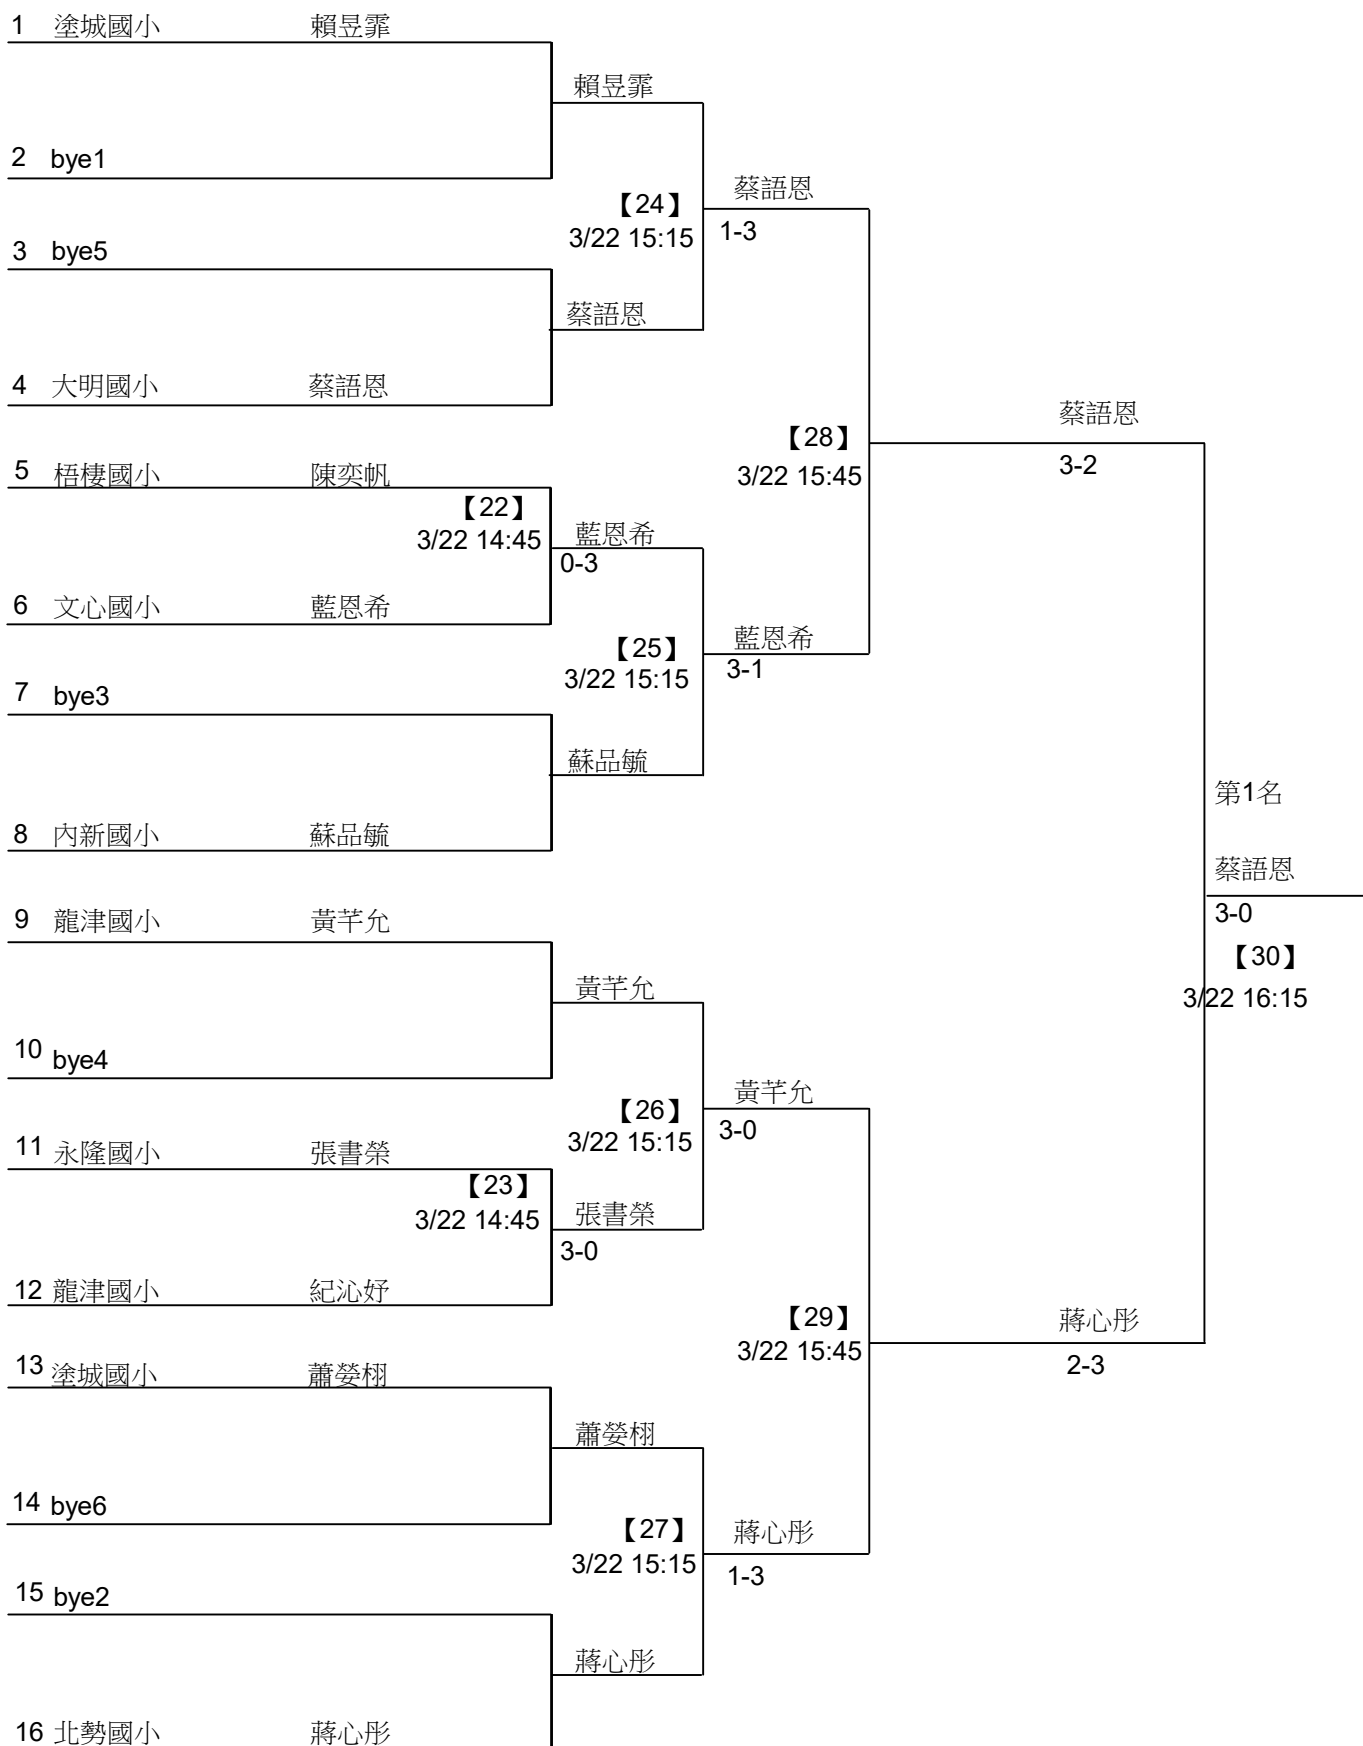 1 塗城國小 賴昱霏
賴昱霏
2 bye1
蔡語恩
【24】
3/22 15:15
1-3
3 bye5
蔡語恩
4 大明國小 蔡語恩
蔡語恩
【28】
3/22 15:45
3-2
5 梧棲國小 陳奕帆
【22】
3/22 14:45
藍恩希
0-3
6 文心國小 藍恩希
藍恩希
【25】
3/22 15:15
3-1
7 bye3
蘇品毓
8 內新國小 蘇品毓
第1名
蔡語恩
3-0
【30】
3/22 16:15
9 龍津國小 黃芊允
黃芊允
10 bye4
黃芊允
【26】
3/22 15:15
3-0
11 永隆國小 張書榮
【23】
3/22 14:45
張書榮
3-0
12 龍津國小 紀沁妤
蔣心彤
【29】
3/22 15:45
2-3
13 塗城國小 蕭嫈栩
蕭嫈栩
14 bye6
蔣心彤
【27】
3/22 15:15
1-3
15 bye2
蔣心彤
16 北勢國小 蔣心彤